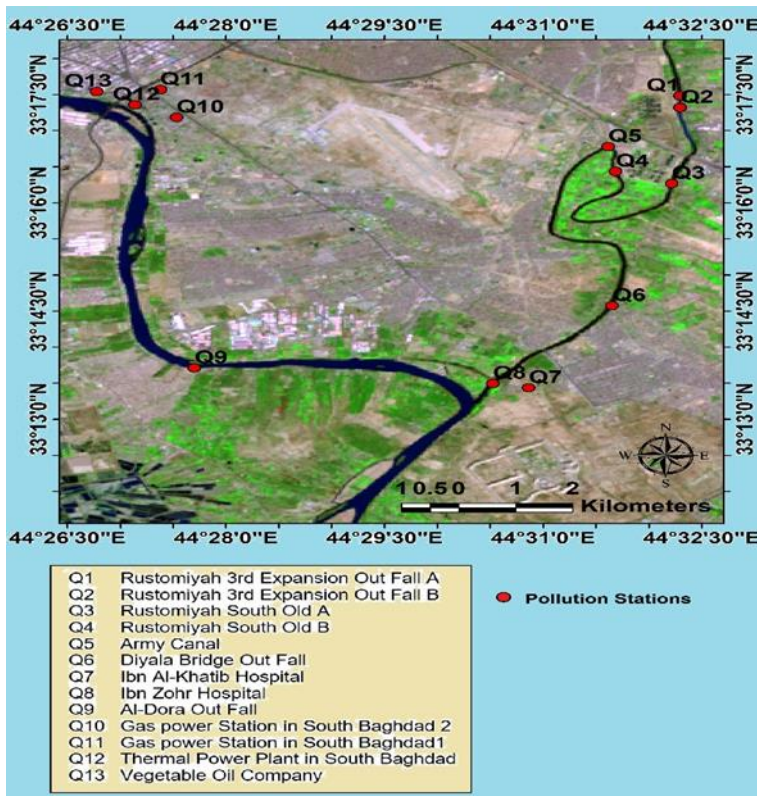 44°26'30"E 44°28'0"E 44°29'30"E 44°31'0"E 44°32'30"E
33°17'30"N 33°17'30"N
33°16'0"N 33°16'0"N
33°14'30"N 33°14'30"N
33°13'0"N 33°13'0"N
Q13
Q11
Q12
Q10
Q1
Q2
Q5
Q4
Q3
Q6
Q9
Q8
Q7
N
W E
S
1 0.5 0 1 2
Kilometers
44°26'30"E 44°28'0"E 44°29'30"E 44°31'0"E 44°32'30"E
Q1 Rustomiyah 3rd Expansion Out Fall A
Q2 Rustomiyah 3rd Expansion Out Fall B
Q3 Rustomiyah South Old A
Q4 Rustomiyah South Old B
Q5 Army Canal
Q6 Diyala Bridge Out Fall
Q7 Ibn Al-Khatib Hospital
Q8 Ibn Zohr Hospital
Q9 Al-Dora Out Fall
Q10 Gas power Station in South Baghdad 2
Q11 Gas power Station in South Baghdad1
Q12 Thermal Power Plant in South Baghdad
Q13 Vegetable Oil Company
Pollution Stations